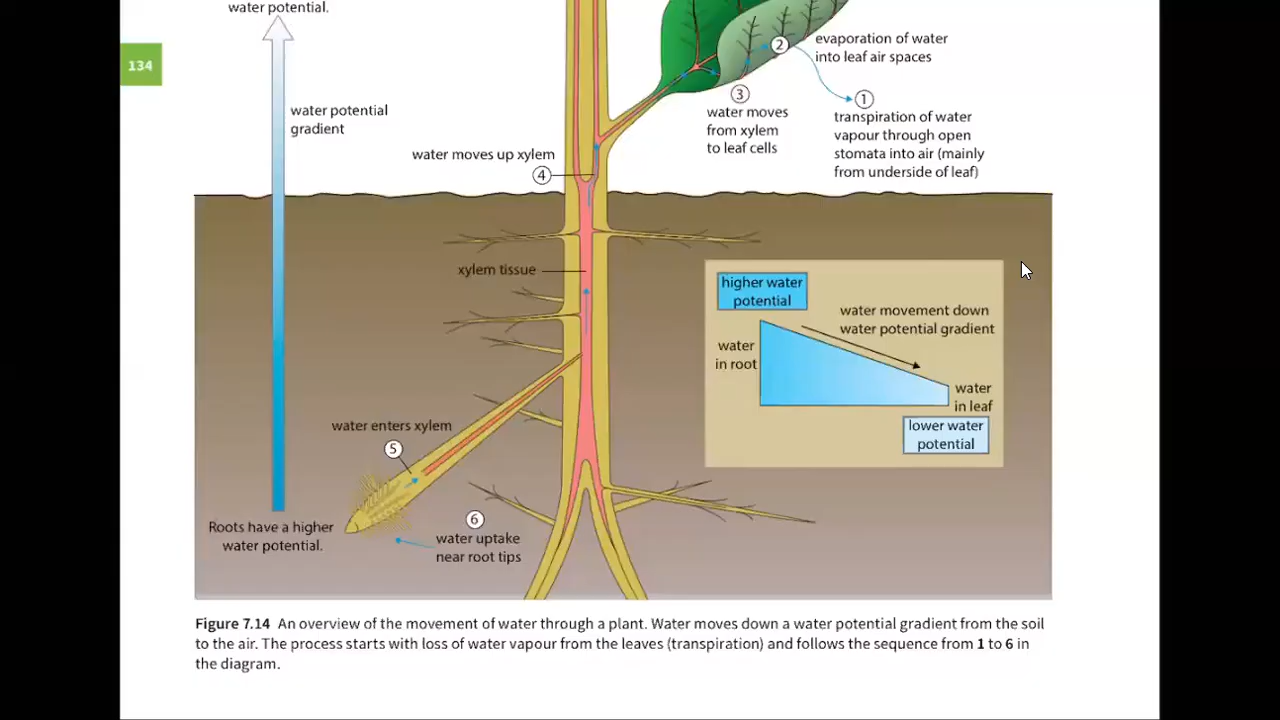 water potential.
134
water potential
gradient
evaporation of water
into leaf air spaces
2
3
water moves
from xylem
to leaf cells
1
transpiration of water
vapour through open
stomata into air (mainly
from underside of leaf)
water moves up xylem
4
xylem tissue
higher water
potential
water movement down
water potential gradient
water
in root
water
in leaf
lower water
potential
water enters xylem
5
6
water uptake
near root tips
Roots have a higher
water potential.
Figure 7.14 An overview of the movement of water through a plant. Water moves down a water potential gradient from the soil
to the air. The process starts with loss of water vapour from the leaves (transpiration) and follows the sequence from 1 to 6 in
the diagram.